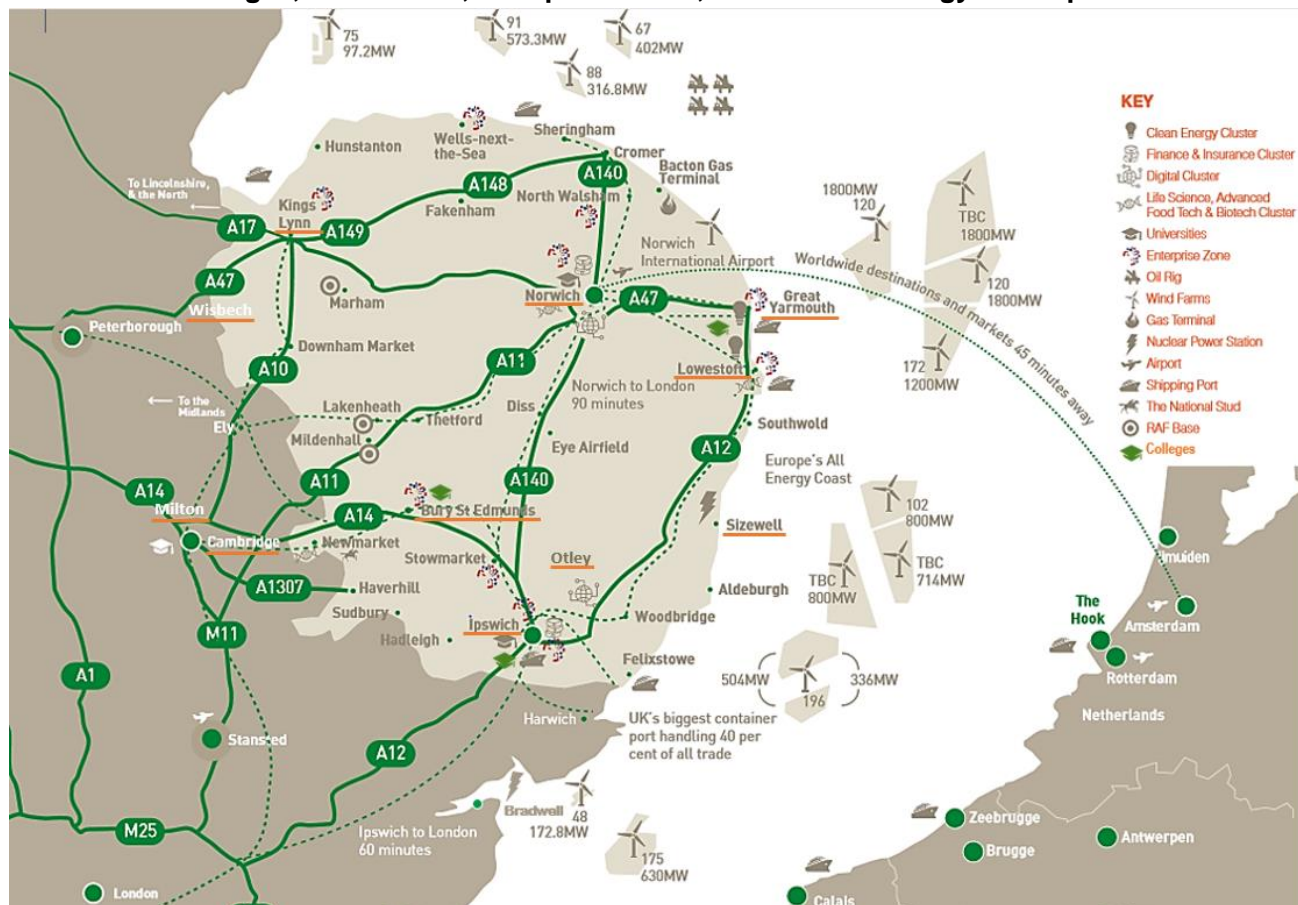 75
97.2MW
91
573.3MW
67
402MW
88
316.8MW
Hunstanton
Wells-next-
the-Sea
Sheringham
Cromer
Bacton Gas
Terminal
To Lincolnshire,
& the North
Kings
Lynn
A17
A149
A148
A140
Fakenham
North Walsham
A47
Marham
Norwich
Norwich
International Airport
A47
Great
Yarmouth
Wisbech
Peterborough
Downham Market
A10
A11
Lowestoft
1800MW
120
TBC
1800MW
120
1800MW
172
1200MW
Worldwide destinations and markets 45 minutes away
To the
Midlands
Ely
Lakenheath
Thetford
Mildenhall
Diss
Norwich to London
90 minutes
Eye Airfield
Southwold
A12
Europe's All
Energy Coast
A14
A11
A140
Milton
Cambridge
A14
Bury St Edmunds
Newmarket
Stowmarket
Otley
Sizewell
102
800MW
TBC
800MW
TBC
714MW
A1307
Haverhill
Sudbury
Hadleigh
Ipswich
Woodbridge
Aldeburgh
M11
A1
Felixstowe
Harwich
504MW
196
336MW
UK's biggest container
port handling 40 per
cent of all trade
Stansted
A12
M25
London
Ipswich to London
60 minutes
Bradwell
48
172.8MW
175
630MW
KEY
Clean Energy Cluster
Finance & Insurance Cluster
Digital Cluster
Life Science, Advanced
Food Tech & Biotech Cluster
Universities
Enterprise Zone
Oil Rig
Wind Farms
Gas Terminal
Nuclear Power Station
Airport
Shipping Port
The National Stud
RAF Base
Colleges
Amsterdam
The
Hook
Rotterdam
Netherlands
Zeebrugge
Brugge
Antwerpen
Calais